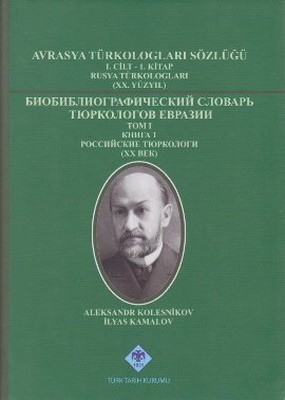 AVRASYA TÜRKOLOGLARI SÖZLÜĞÜ
I. CİLT - 1. KİTAP
RUSYA TÜRKOLOGLARI
(XX. YÜZYIL)
БИОБИБЛИОГРАФИЧЕСКИЙ СЛОВАРЬ
ТЮРКОЛОГОВ ЕВРАЗИИ
ТОМ I
КНИГА 1
РОССИЙСКИЕ ТЮРКОЛОГИ
(XX ВЕК)
ALEKSANDR KOLESNİKOV
İLYAS KAMALOV
1931
TÜRK TARİH KURUMU